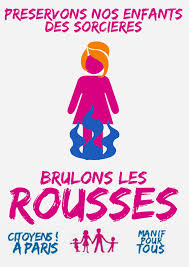 PRESERVONS NOS ENFANTS
DES SORCIERES
BRULONS LES
ROUSSES
CITOYENS !
A PARIS
MANIF
POUR
TOUS